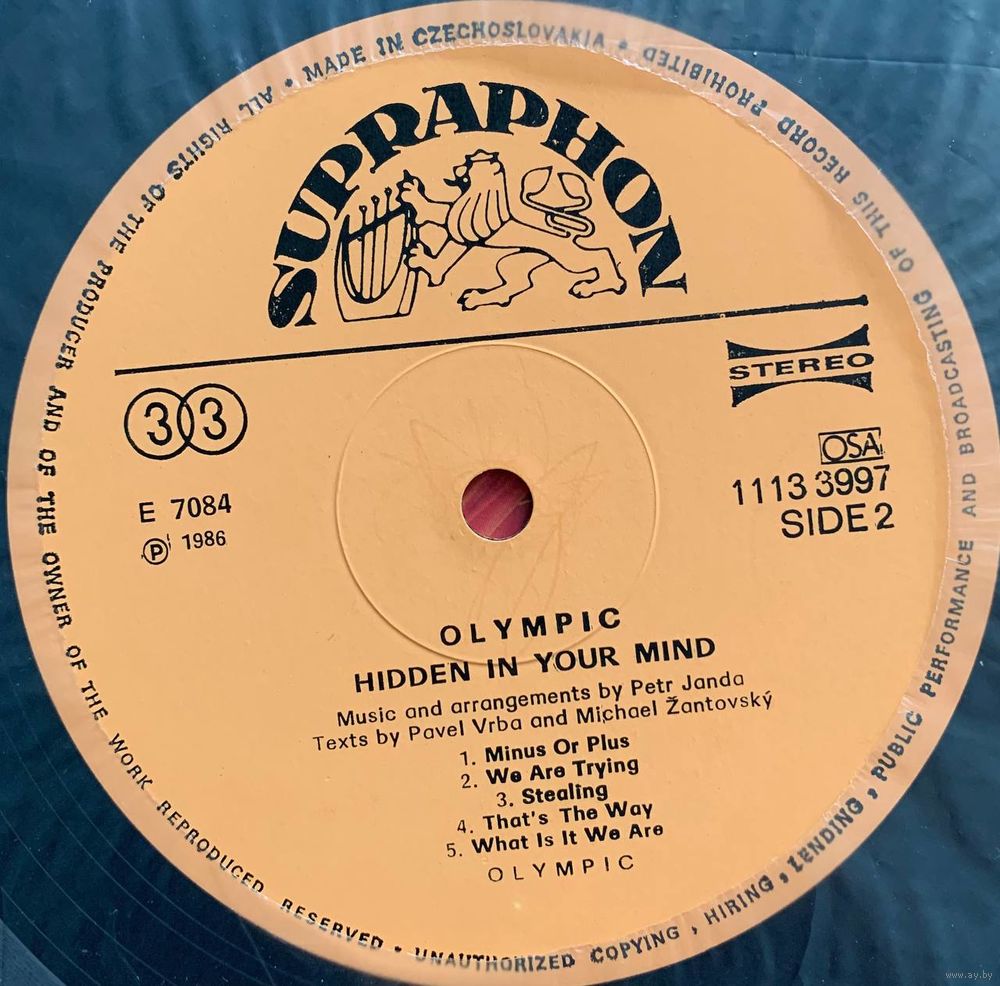 MADE IN CZECHOSLOVAKIA • ALL RIGHTS OF THE PRODUCER AND OF THE OWNER OF THE WORK REPRODUCED RESERVED • UNAUTHORIZED COPYING, HIRING, LENDING, PUBLIC PERFORMANCE AND BROADCASTING OF THIS RECORD PROHIBITED •
SUPRAPHON
33
STEREO
OSA
E 7084
1113 3997
℗ 1986
SIDE 2
OLYMPIC
HIDDEN IN YOUR MIND
Music and arrangements by Petr Janda
Texts by Pavel Vrba and Michael Žantovský
1. Minus Or Plus
2. We Are Trying
3. Stealing
4. That's The Way
5. What Is It We Are
OLYMPIC
www.ay.by